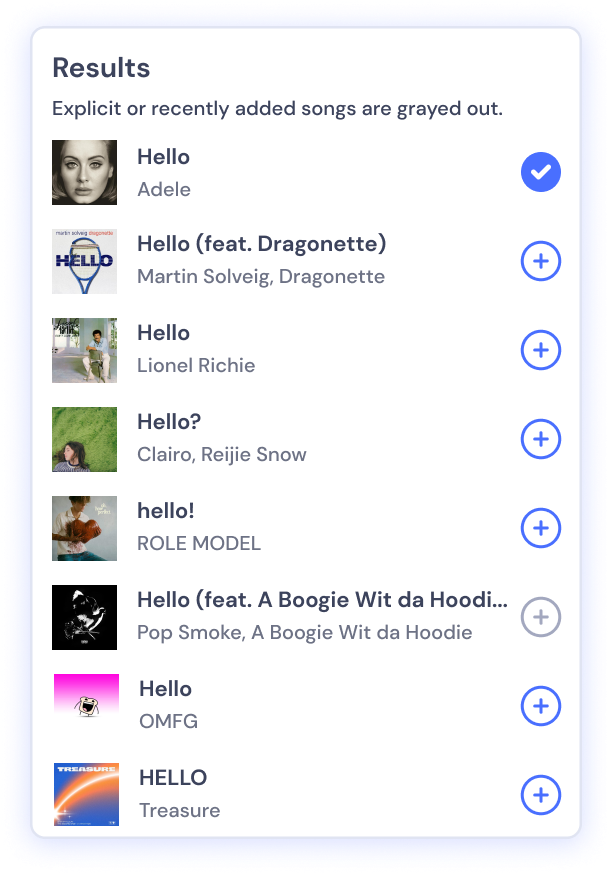 Results
Explicit or recently added songs are grayed out.
Hello
Adele
martin solveig dragonette
HELLO
Hello (feat. Dragonette)
Martin Solveig, Dragonette
Hello
Lionel Richie
Hello?
Clairo, Reijie Snow
hello!
ROLE MODEL
Hello (feat. A Boogie Wit da Hoodi...
Pop Smoke, A Boogie Wit da Hoodie
Hello
OMFG
TREASURE
HELLO
Treasure